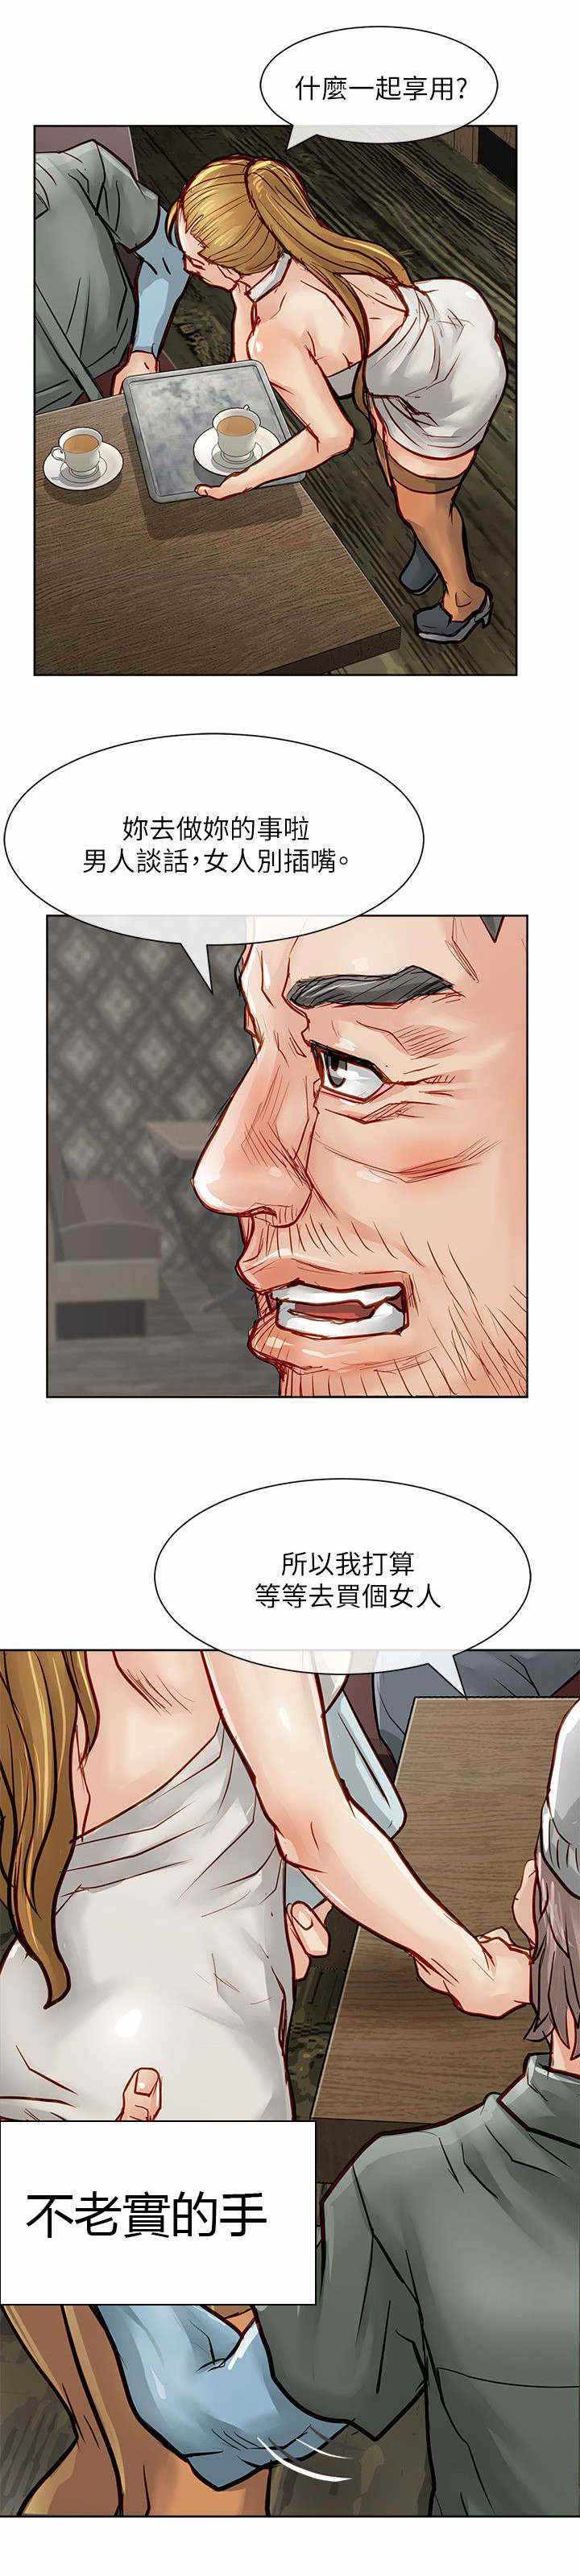 什麼一起享用?
妳去做妳的事啦
男人談話，女人別插嘴。
所以我打算
等等去買個女人
不老實的手